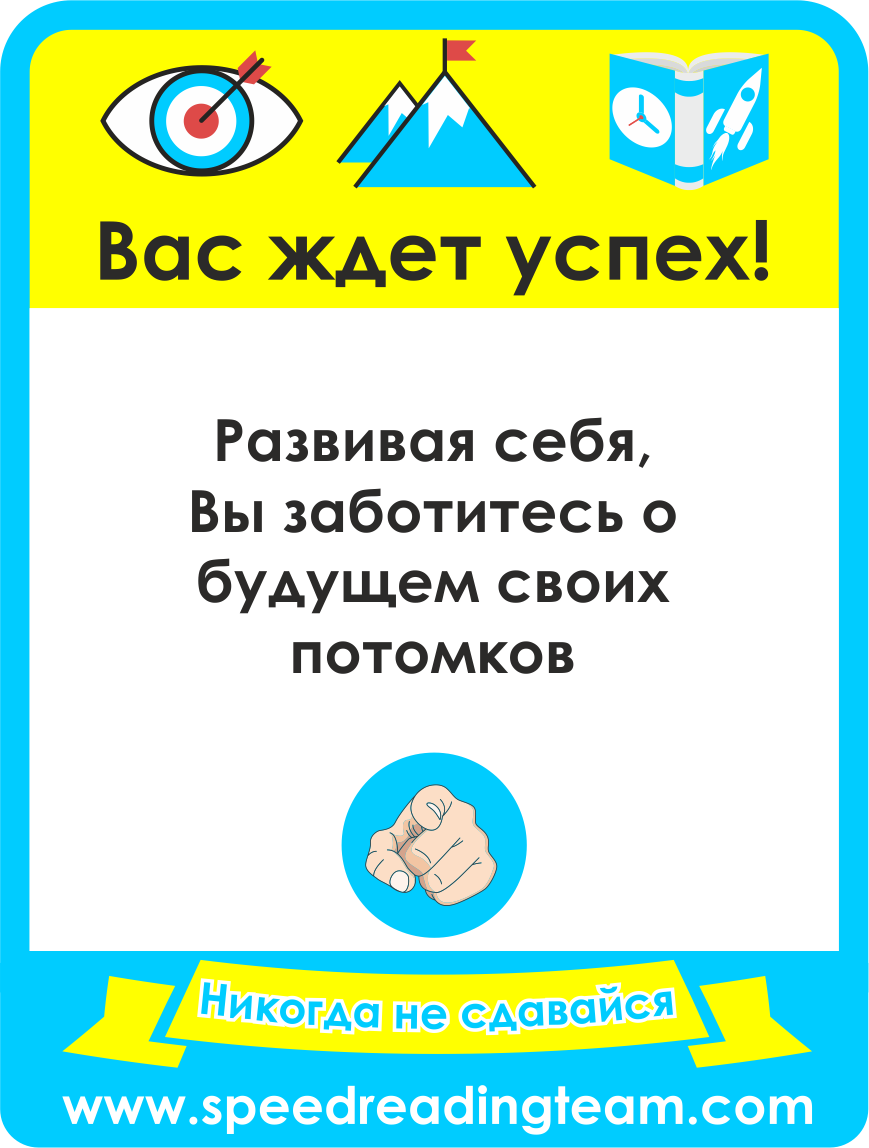 Вас ждет успех!
Развивая себя,
Вы заботитесь о
будущем своих
потомков
Никогда не сдавайся
www.speedreadingteam.com